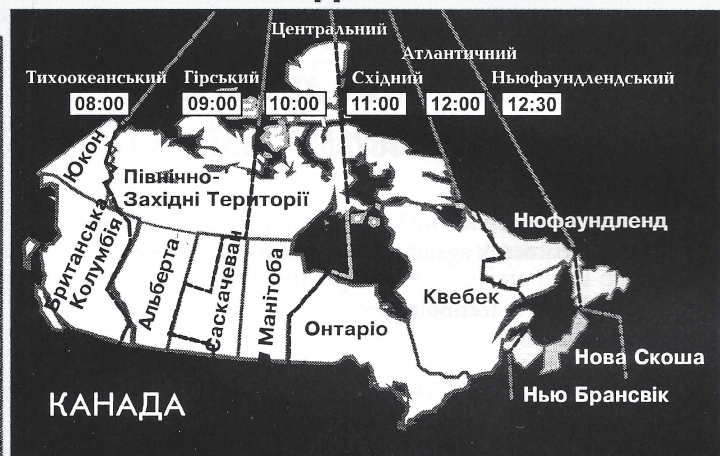 Центральний
Атлантичний
Тихоокеанський Гірський Східний Ньюфаундлендський
08:00 09:00 10:00 11:00 12:00 12:30
Юкон
Північно-
Західні Території
Британська
Колумбія
Альберта
Саскачеван
Манітоба
Онтаріо
Квебек
Нюфаундленд
Нова Скоша
Нью Брансвік
КАНАДА